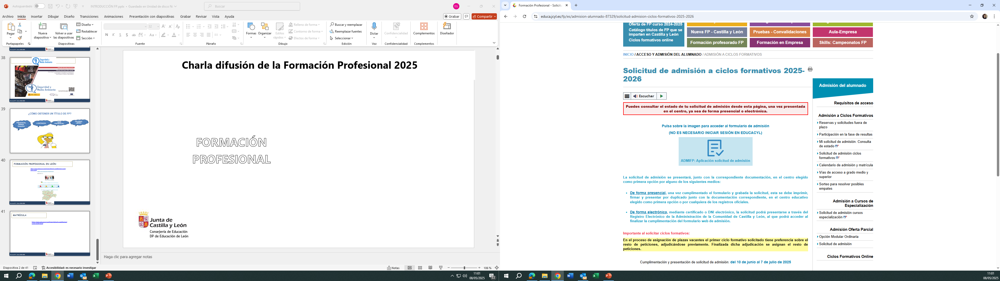 Autoguardado
INTRODUCCIÓN FP.pptx • Guardado en Unidad de disco N:
Buscar
EG
Archivo Inicio Insertar Dibujar Diseño Transiciones Animaciones Presentación con diapositivas Grabar Revisar Vista Ayuda
Grabar
Compartir
Pegar
Nueva
diapositiva
Volver a usar
las diapositivas
Diseño
Restablecer
Sección
32
N K S S ab AV Aa A
Formas
Organizar
Estilos
rápidos
Relleno de forma
Contorno de forma
Efectos de forma
Buscar y reemplazar
Reemplazar fuentes
Seleccionar
Dictar
Confidencialidad
Complementos
Diseñador
Portapapeles
Diapositivas
Fuente
Párrafo
Dibujo
Edición
Voz
Confidencialidad
Complementos
38
Seguridad y
Medio Ambiente
Seguridad y
Medio Ambiente
39
¿CÓMO OBTENER UN TÍTULO DE FP?
PRESENCIAL
A DISTANCIA
SEMI
PRESENCIAL
PRUEBAS
LIBRES
40
FORMACIÓN PROFESIONAL EN LEÓN
41
MATRÍCULA
Charla difusión de la Formación Profesional 2025
FORMACIÓN
PROFESIONAL
Junta de
Castilla y León
Consejería de Educación
DP de Educación de León
Haga clic para agregar notas
Diapositiva 2 de 41
Accesibilidad: es necesario investigar
Notas
106 %
11:01
08/05/2025
22
Formación Profesional - Solicitu
educa.jcyl.es/fp/es/admision-alumnado-87329/solicitud-admision-ciclos-formativos-2025-2026
Oferta de FP curso 2024-2025
Catálogo títulos de FP que se
imparten en Castilla y León
Ciclos formativos online
Nueva FP - Castilla y León
Pruebas - Convalidaciones
Aula-Empresa
Formación profesorado FP
Formación en Empresa
Skills: Campeonatos FP
INICIO / ACCESO Y ADMISIÓN DEL ALUMNADO / ADMISIÓN A CICLOS FORMATIVOS
Solicitud de admisión a ciclos formativos 2025-
2026
Escuchar
Puedes consultar el estado de tu solicitud de admisión desde esta página, una vez presentada
en el centro, ya sea de forma presencial o electrónica.
Pulsa sobre la imagen para acceder al formulario de admisión
(NO ES NECESARIO INICIAR SESIÓN EN EDUCACYL)
ADMIFP: Aplicación solicitud de admisión
La solicitud de admisión se presentará, junto con la correspondiente documentación, en el centro elegido
como primera opción por alguno de los siguientes medios:
• De forma presencial, una vez cumplimentado el formulario y grabada la solicitud, esta se debe imprimir,
firmar y presentar por duplicado junto con la documentación correspondiente, en el centro educativo
elegido como primera opción o por cualquiera de los registros oficiales.
• De forma electrónica, mediante certificado o DNI electrónico, la solicitud podrá presentarse a través del
Registro Electrónico de la Administración de la Comunidad de Castilla y León, al que podrá acceder al
finalizar la cumplimentación del formulario web de admisión.
Importante al solicitar ciclos formativos:
En el proceso de asignación de plazas vacantes el primer ciclo formativo solicitado tiene preferencia sobre el
resto de peticiones, adjudicándose previamente. Finalizada dicha adjudicación se asignan el resto de
peticiones.
Cumplimentación y presentación de solicitud de admisión: del 10 de junio al 7 de julio de 2025
Admisión del alumnado
Requisitos de acceso
Admisión a Ciclos Formativos
Reservas y solicitudes fuera de
plazo
Participación en la fase de resultas
Mi solicitud de admisión. Consulta
de estado
Solicitud de admisión ciclos
formativos
Calendario de admisión y matrícula
Vías de acceso a grado medio y
superior
Sorteo para resolver posibles
empates
Admisión a Cursos de
Especialización
Solicitud de admisión cursos
especialización
Admisión Oferta Parcial
Opción Modular Ordinaria
Solicitud de admisión
Ciclos Formativos Online
11:01
08/05/2025